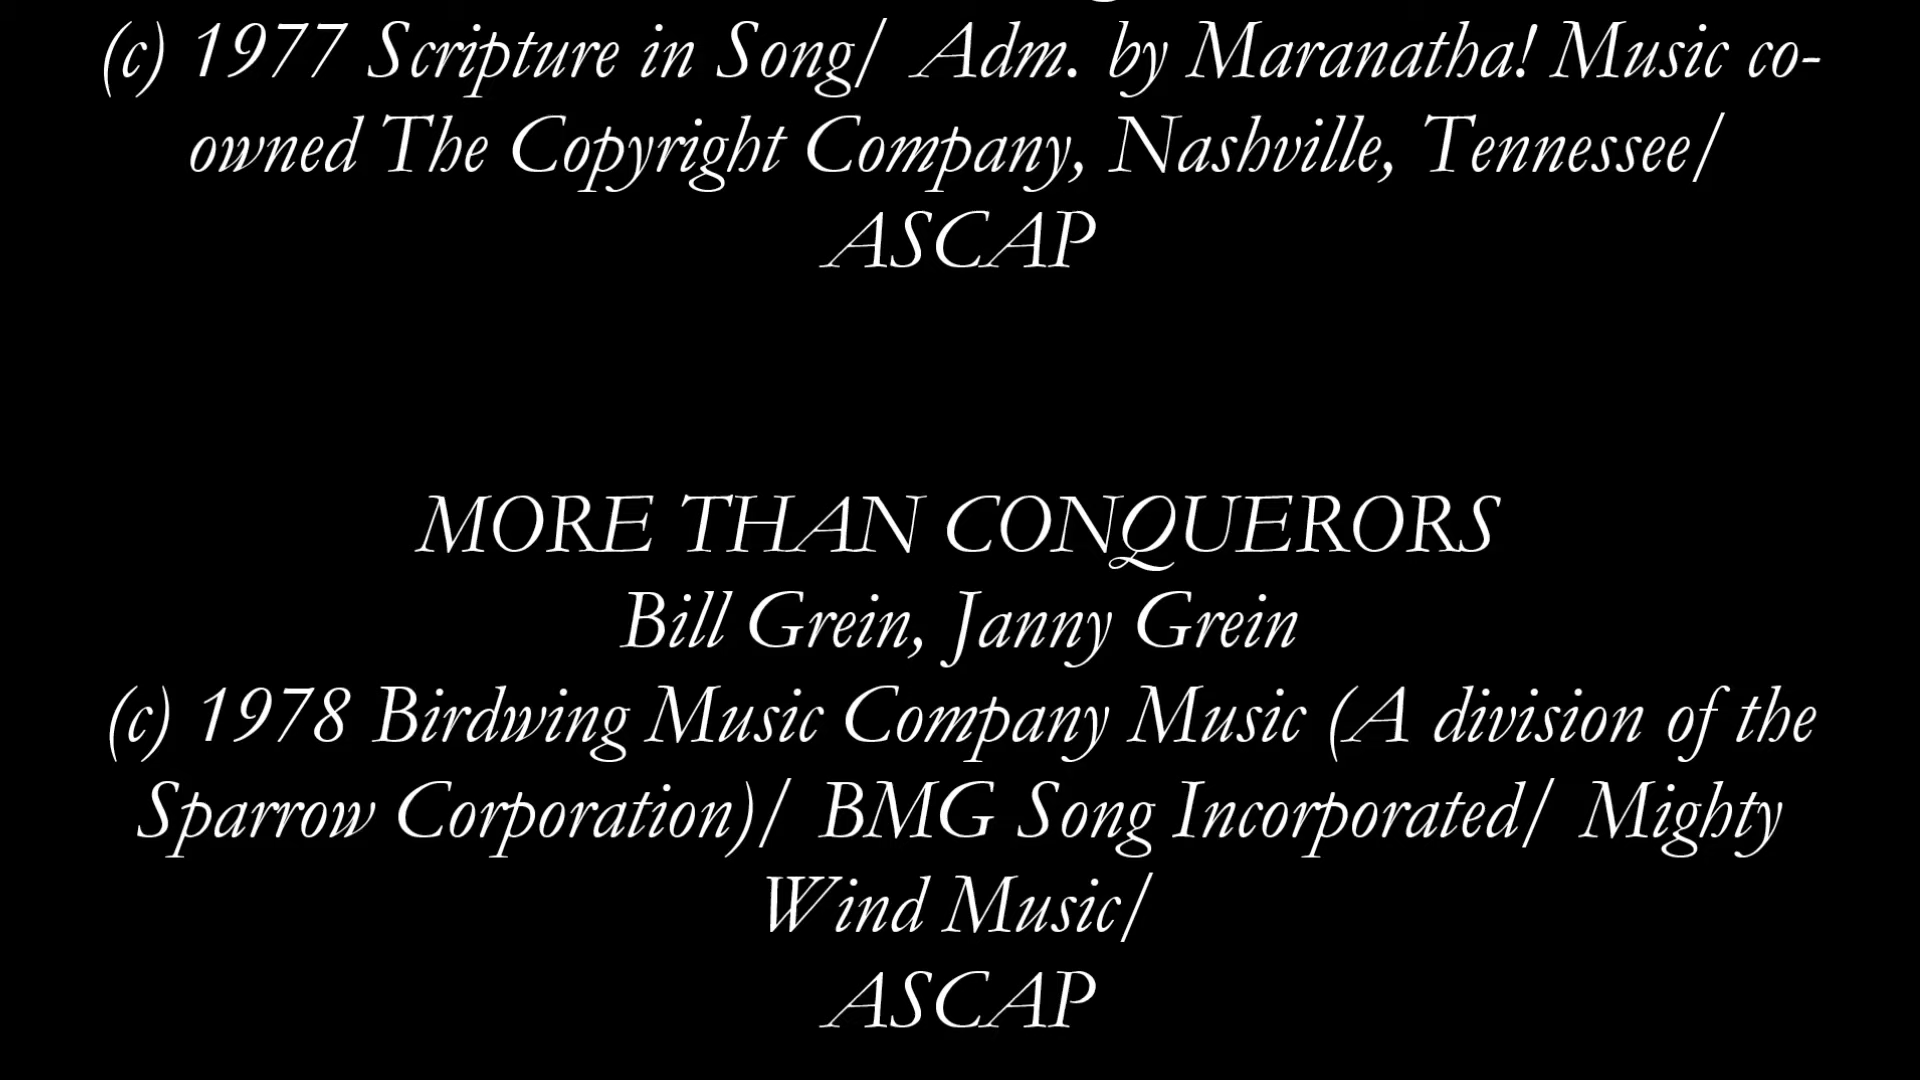 (c) 1977 Scripture in Song/ Adm. by Maranatha! Music co-
owned The Copyright Company, Nashville, Tennessee/
ASCAP
MORE THAN CONQUERORS
Bill Grein, Janny Grein
(c) 1978 Birdwing Music Company Music (A division of the
Sparrow Corporation)/ BMG Song Incorporated/ Mighty
Wind Music/
ASCAP